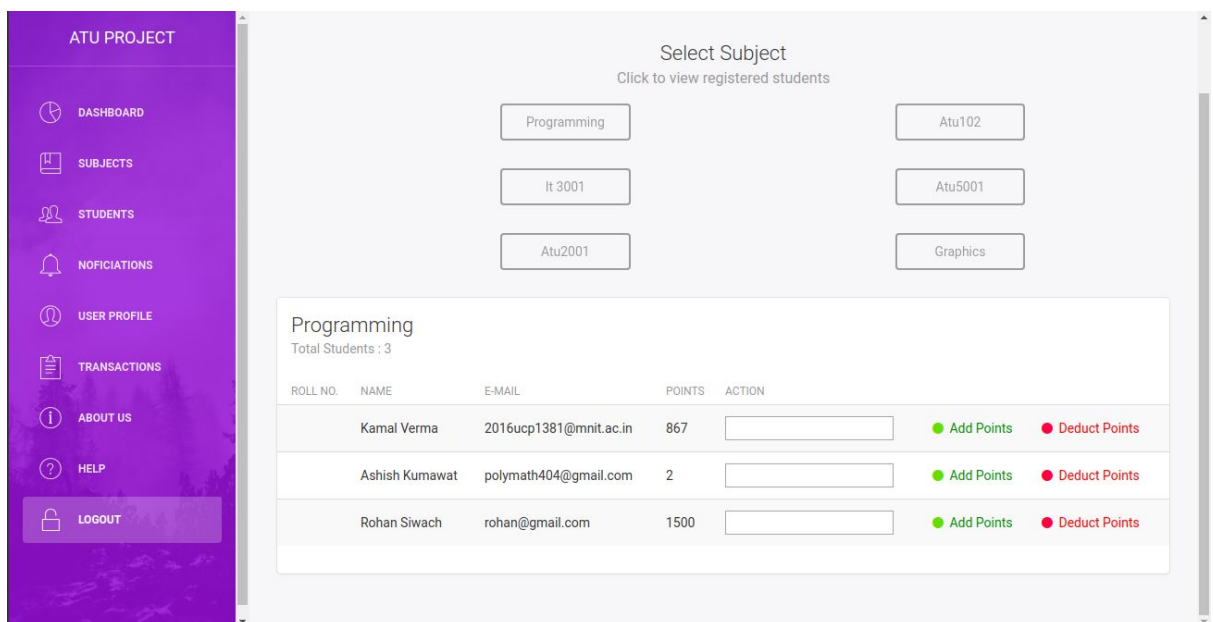 ATU PROJECT
DASHBOARD
SUBJECTS
STUDENTS
NOFICIATIONS
USER PROFILE
TRANSACTIONS
ABOUT US
HELP
LOGOUT
Select Subject
Click to view registered students
Programming Atu102
It 3001 Atu5001
Atu2001 Graphics
Programming
Total Students : 3
ROLL NO. NAME E-MAIL POINTS ACTION
Kamal Verma 2016ucp1381@mnit.ac.in 867 Add Points Deduct Points
Ashish Kumawat polymath404@gmail.com 2 Add Points Deduct Points
Rohan Siwach rohan@gmail.com 1500 Add Points Deduct Points